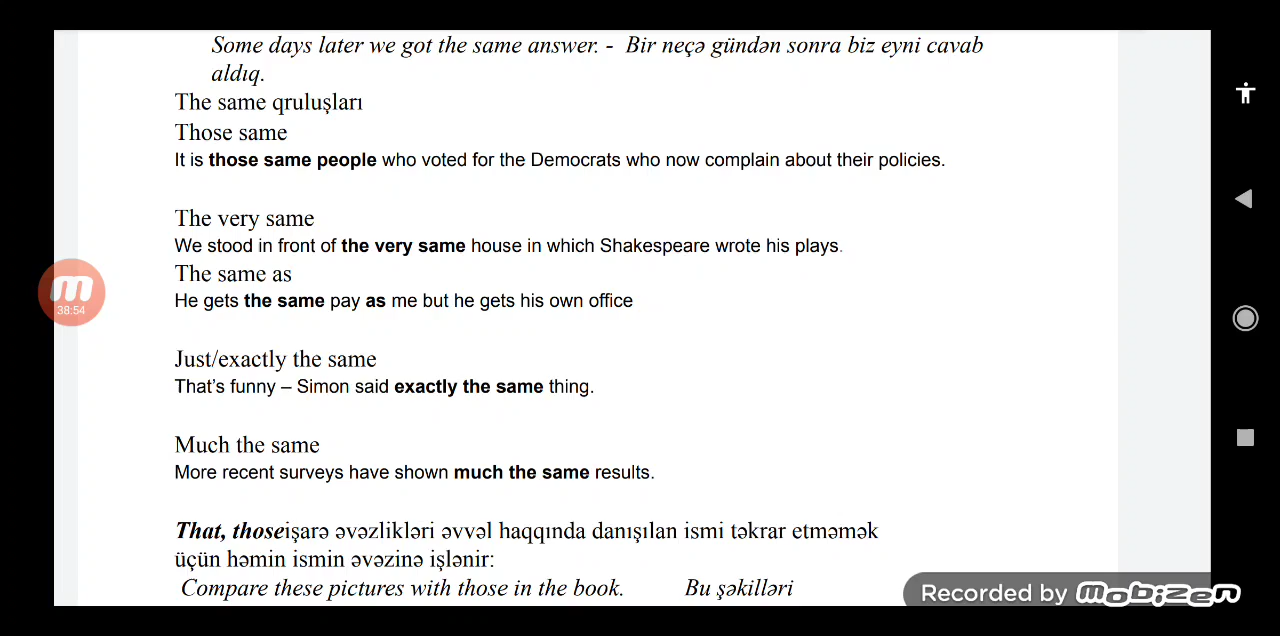 Some days later we got the same answer. - Bir neçə gündən sonra biz eyni cavab
aldıq.
The same qruluşları
Those same
It is those same people who voted for the Democrats who now complain about their policies.
The very same
We stood in front of the very same house in which Shakespeare wrote his plays.
The same as
He gets the same pay as me but he gets his own office
Just/exactly the same
That's funny – Simon said exactly the same thing.
Much the same
More recent surveys have shown much the same results.
That, thoseişarə əvəzlikləri əvvəl haqqında danışılan ismi təkrar etməmək
üçün həmin ismin əvəzinə işlənir:
Compare these pictures with those in the book. Bu şəkilləri
m
38:54
Recorded by mobizen